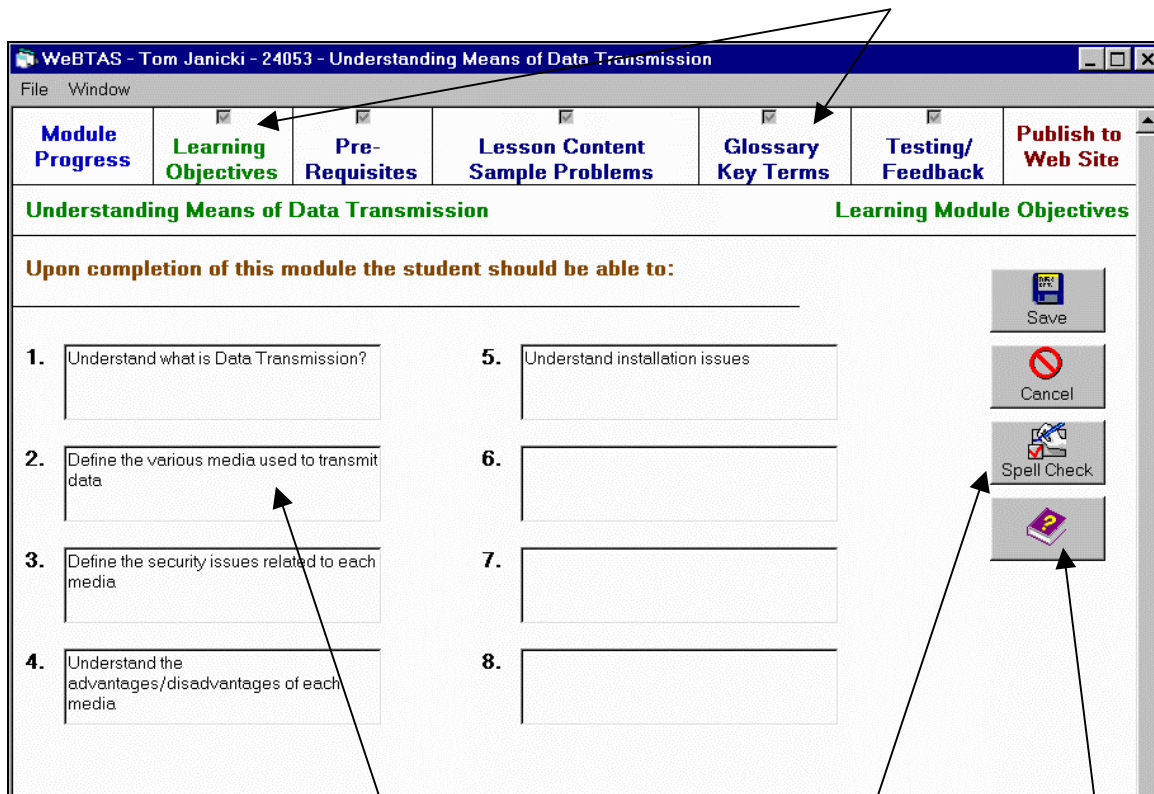 WeBTAS - Tom Janicki - 24053 - Understanding Means of Data Transmission
File Window
Module
Progress
Learning
Objectives
Pre-
Requisites
Lesson Content
Sample Problems
Glossary
Key Terms
Testing/
Feedback
Publish to
Web Site
Understanding Means of Data Transmission
Learning Module Objectives
Upon completion of this module the student should be able to:
1. Understand what is Data Transmission?
2. Define the various media used to transmit
data
3. Define the security issues related to each
media
4. Understand the
advantages/disadvantages of each
media
5. Understand installation issues
6.
7.
8.
Save
Cancel
Spell Check